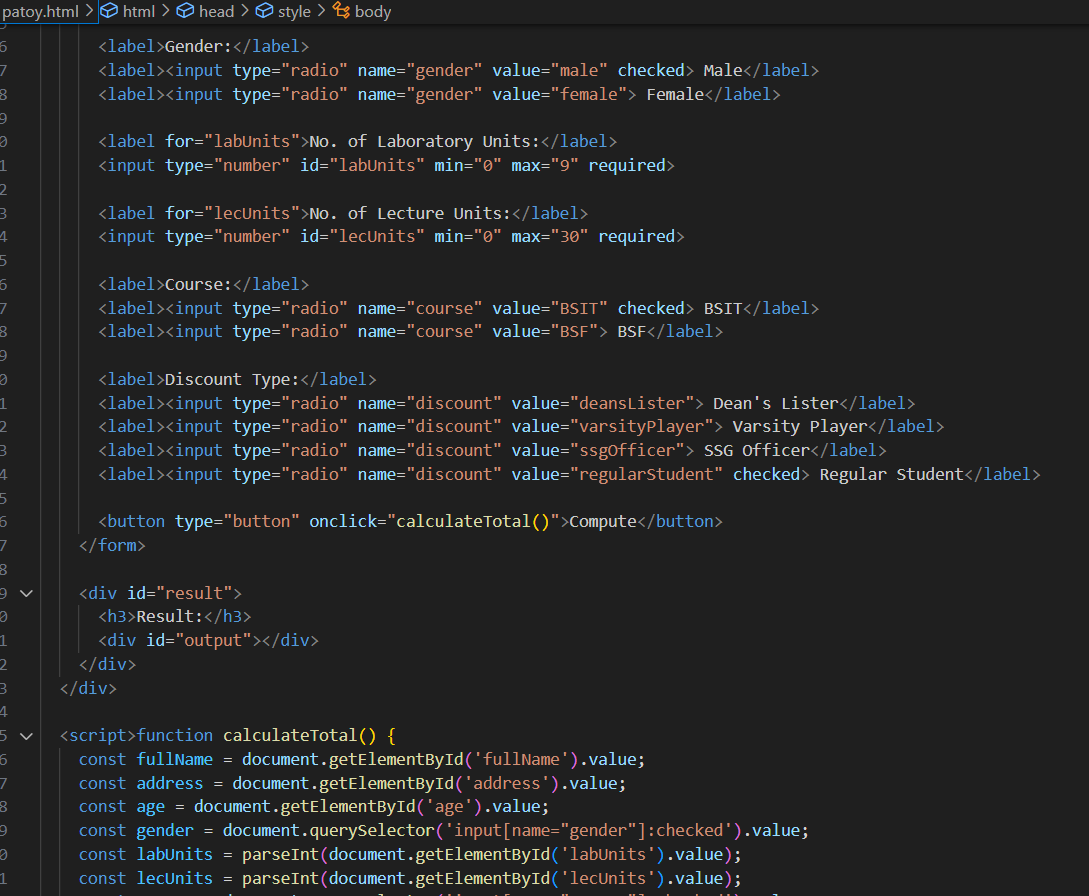 patoy.html > html > head > style > body
6 <label>Gender:</label>
7 <label><input type="radio" name="gender" value="male" checked> Male</label>
8 <label><input type="radio" name="gender" value="female"> Female</label>
9
0 <label for="labUnits">No. of Laboratory Units:</label>
1 <input type="number" id="labUnits" min="0" max="9" required>
2
3 <label for="lecUnits">No. of Lecture Units:</label>
4 <input type="number" id="lecUnits" min="0" max="30" required>
5
6 <label>Course:</label>
7 <label><input type="radio" name="course" value="BSIT" checked> BSIT</label>
8 <label><input type="radio" name="course" value="BSF"> BSF</label>
9
0 <label>Discount Type:</label>
1 <label><input type="radio" name="discount" value="deansLister"> Dean's Lister</label>
2 <label><input type="radio" name="discount" value="varsityPlayer"> Varsity Player</label>
3 <label><input type="radio" name="discount" value="ssgOfficer"> SSG Officer</label>
4 <label><input type="radio" name="discount" value="regularStudent" checked> Regular Student</label>
5
6 <button type="button" onclick="calculateTotal()">Compute</button>
7 </form>
8
9 <div id="result">
0 <h3>Result:</h3>
1 <div id="output"></div>
2 </div>
3 </div>
4
5 <script>function calculateTotal() {
6 const fullName = document.getElementById('fullName').value;
7 const address = document.getElementById('address').value;
8 const age = document.getElementById('age').value;
9 const gender = document.querySelector('input[name="gender"]:checked').value;
0 const labUnits = parseInt(document.getElementById('labUnits').value);
1 const lecUnits = parseInt(document.getElementById('lecUnits').value);